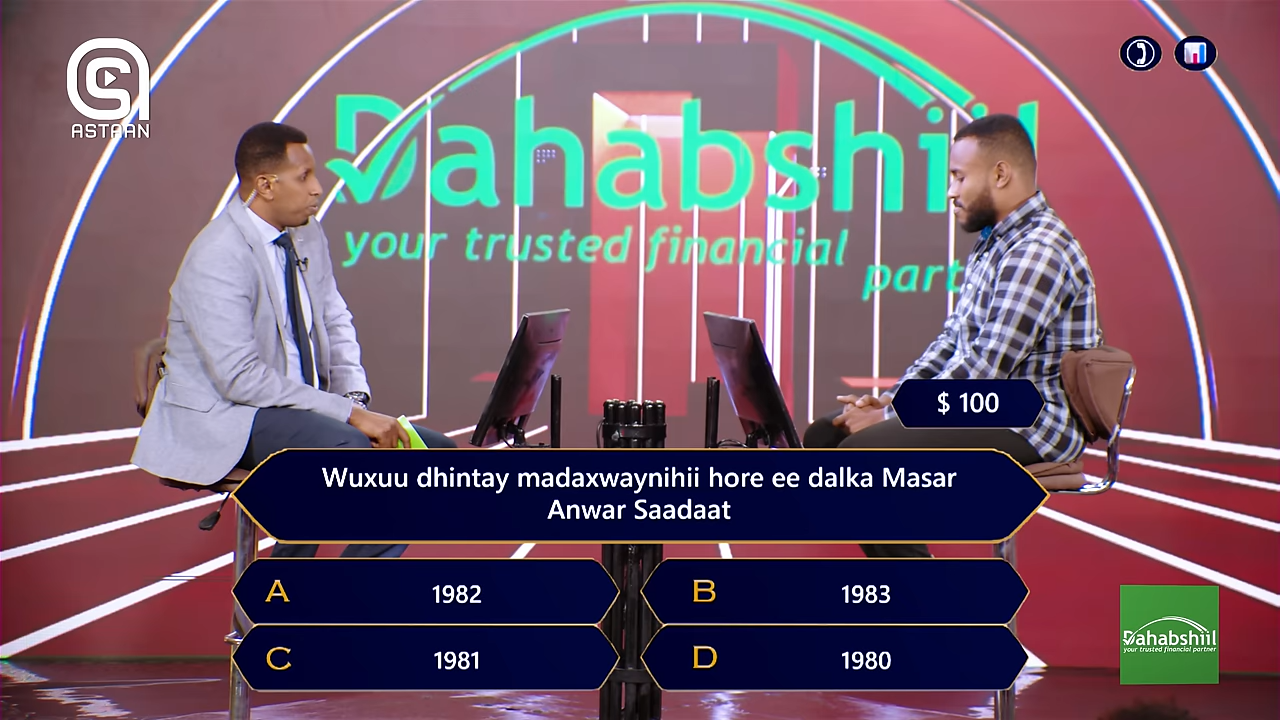 ASTAAN
Dahabshiil
your trusted financial
part
$ 100
Wuxuu dhintay madaxwaynihii hore ee dalka Masar
Anwar Saadaat
A 1982
B 1983
C 1981
D 1980
Dahabshiil
your trusted financial partner